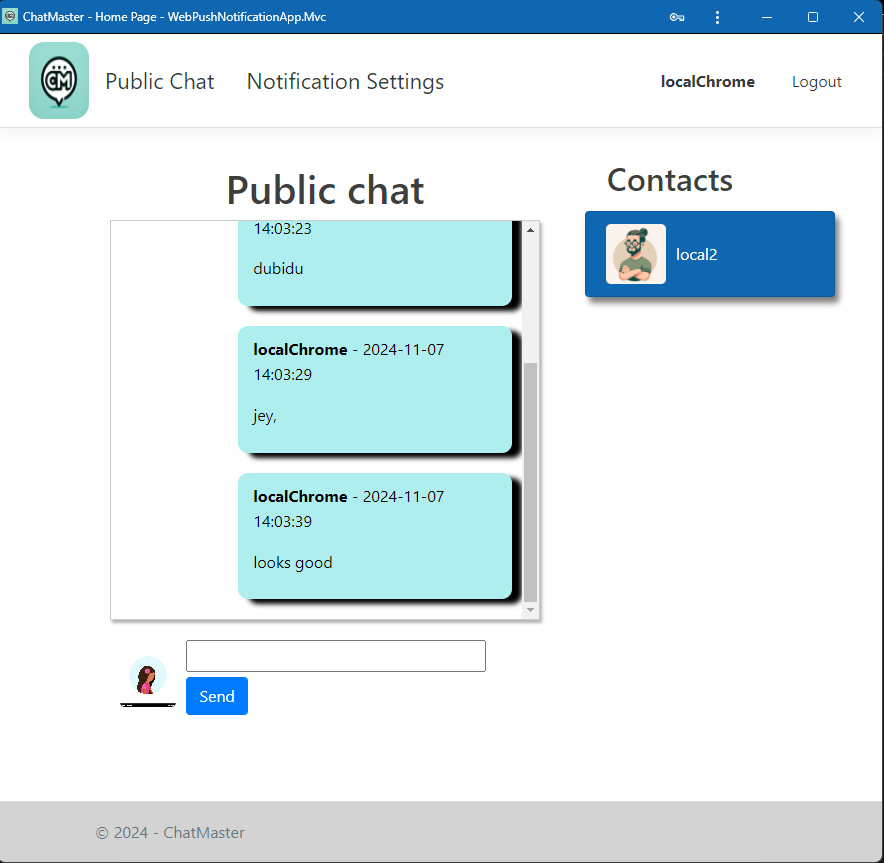 ChatMaster - Home Page - WebPushNotificationApp.Mvc
CM
Public Chat
Notification Settings
localChrome
Logout
Public chat
14:03:23
dubidu
localChrome - 2024-11-07
14:03:29
jey,
localChrome - 2024-11-07
14:03:39
looks good
Send
Contacts
local2
© 2024 - ChatMaster